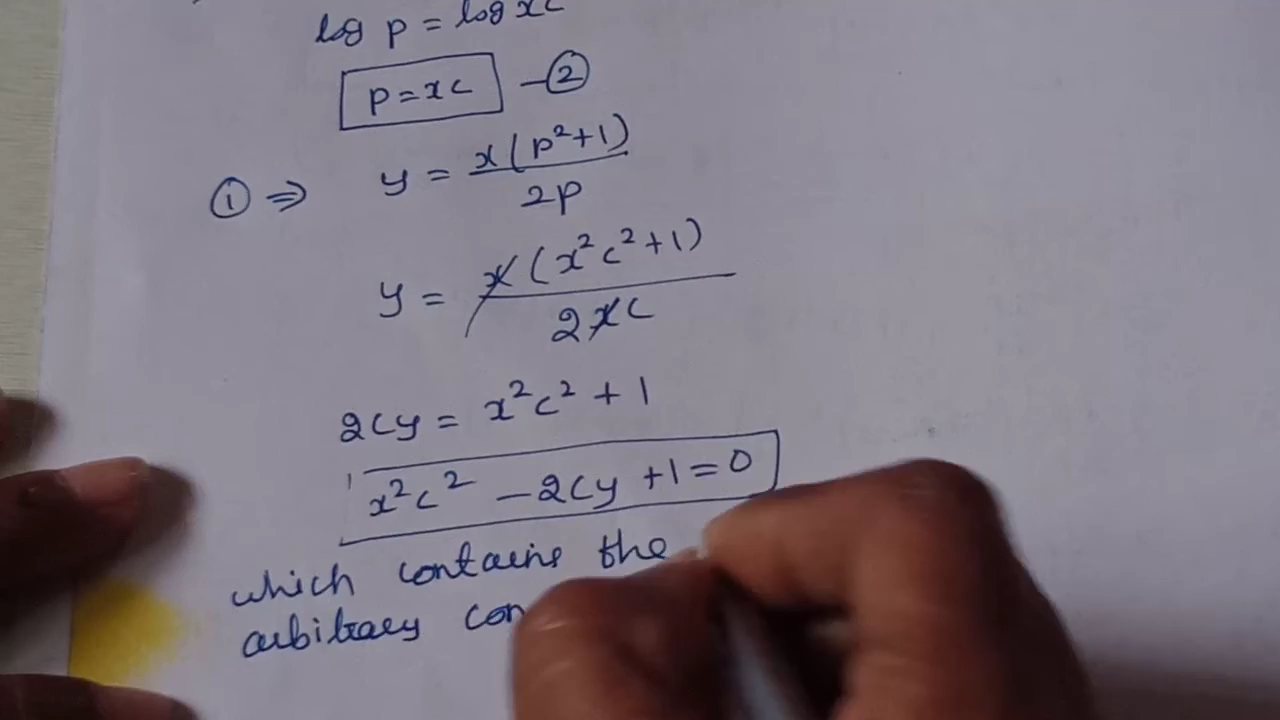 log p = log xc
p = xc — ②
① ⇒ y = x(p²+1) / 2p
y = x(x²c²+1) / 2xc
2cy = x²c² + 1
x²c² - 2cy + 1 = 0
which contains the
arbitrary con